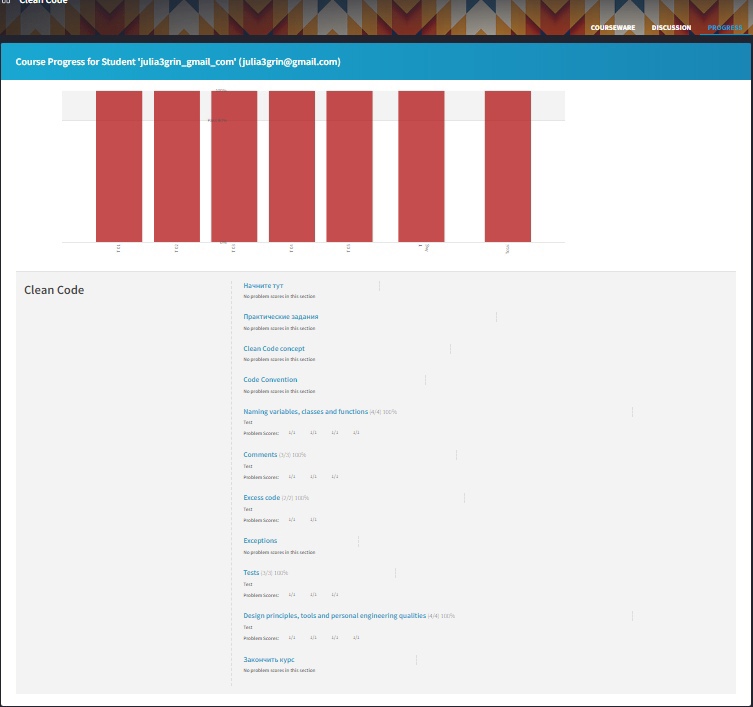 Clean Code
COURSEWARE DISCUSSION PROGRESS
Course Progress for Student 'julia3grin_gmail_com' (julia3grin@gmail.com)
Clean Code
Начните тут
No problem scores in this section
Практические задания
No problem scores in this section
Clean Code concept
No problem scores in this section
Code Convention
No problem scores in this section
Naming variables, classes and functions (4/4) 100%
Test
Problem Scores: 1/1 1/1 1/1 1/1
Comments (3/3) 100%
Test
Problem Scores: 1/1 1/1 1/1
Excess code (2/2) 100%
Test
Problem Scores: 1/1 1/1
Exceptions
No problem scores in this section
Tests (3/3) 100%
Test
Problem Scores: 1/1 1/1 1/1
Design principles, tools and personal engineering qualities (4/4) 100%
Test
Problem Scores: 1/1 1/1 1/1 1/1
Закончить курс
No problem scores in this section